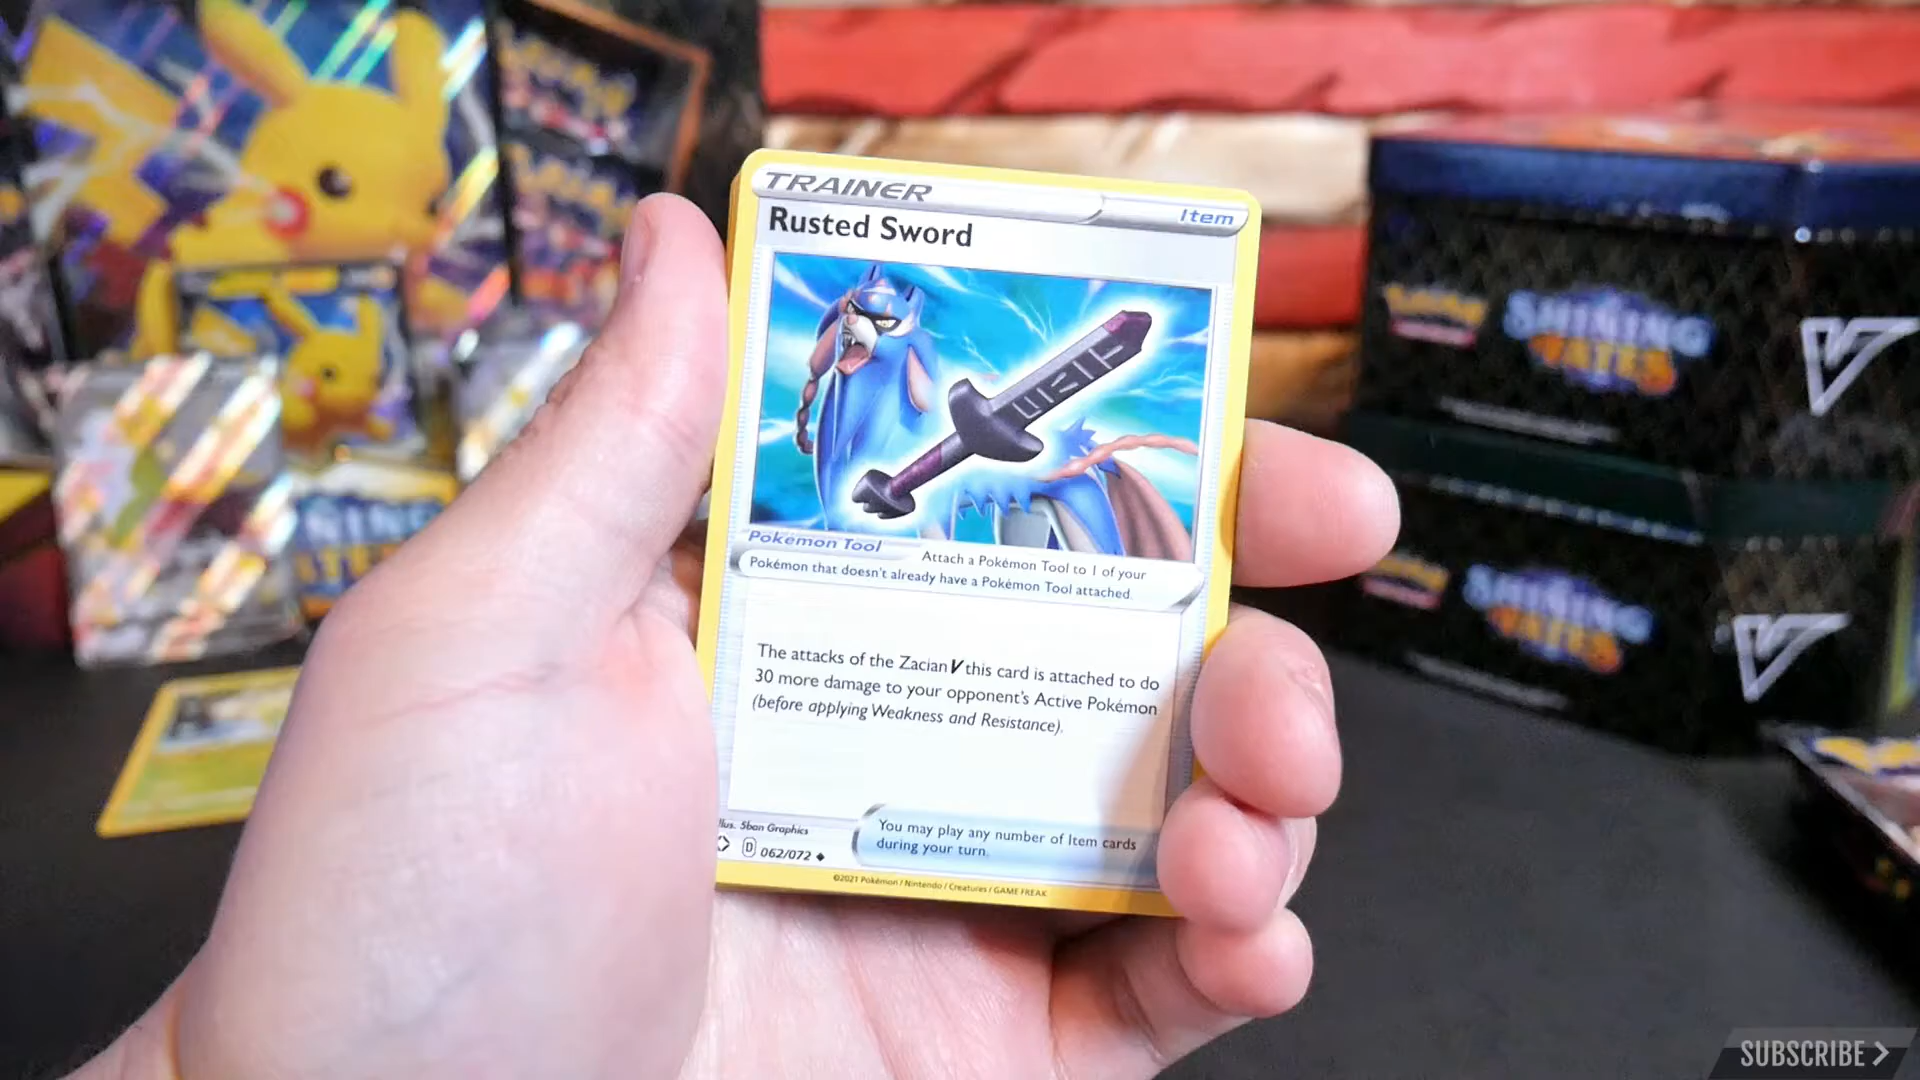 TRAINER
Item
Rusted Sword
Pokémon Tool
Attach a Pokémon Tool to 1 of your
Pokémon that doesn't already have a Pokémon Tool attached.
The attacks of the Zacian V this card is attached to do
30 more damage to your opponent's Active Pokémon
(before applying Weakness and Resistance).
Illus. 5ban Graphics
D 062/072
You may play any number of Item cards
during your turn.
©2021 Pokémon / Nintendo / Creatures / GAME FREAK
Pokémon
SHINING
FATES
V
Pokémon
SHINING
FATES
V
SUBSCRIBE